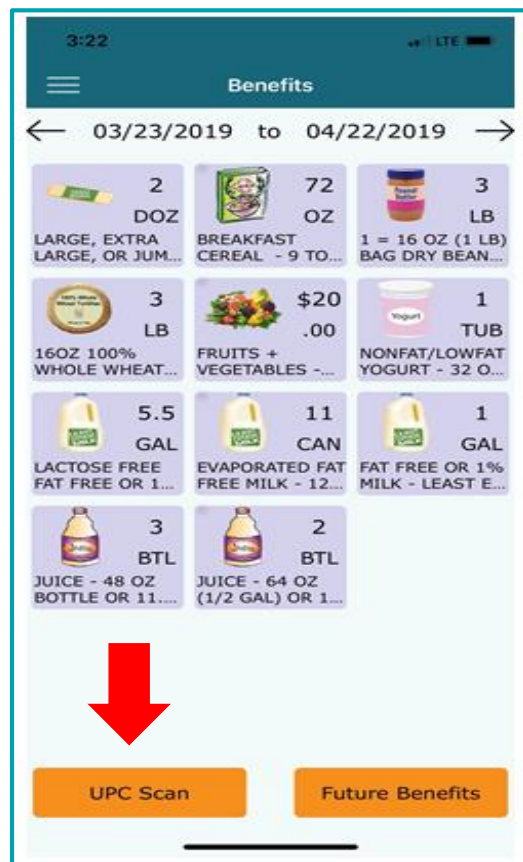 3:22 LTE
Benefits
03/23/2019 to 04/22/2019
2
DOZ
LARGE, EXTRA
LARGE, OR JUM...
72
OZ
BREAKFAST
CEREAL - 9 TO...
3
LB
1 = 16 OZ (1 LB)
BAG DRY BEAN...
3
LB
16OZ 100%
WHOLE WHEAT...
$20
.00
FRUITS +
VEGETABLES -...
1
TUB
NONFAT/LOWFAT
YOGURT - 32 O...
5.5
GAL
LACTOSE FREE
FAT FREE OR 1...
11
CAN
EVAPORATED FAT
FREE MILK - 12...
1
GAL
FAT FREE OR 1%
MILK - LEAST E...
3
BTL
JUICE - 48 OZ
BOTTLE OR 11....
2
BTL
JUICE - 64 OZ
(1/2 GAL) OR 1...
Peanut
Butter
Yogurt
UPC Scan
Future Benefits